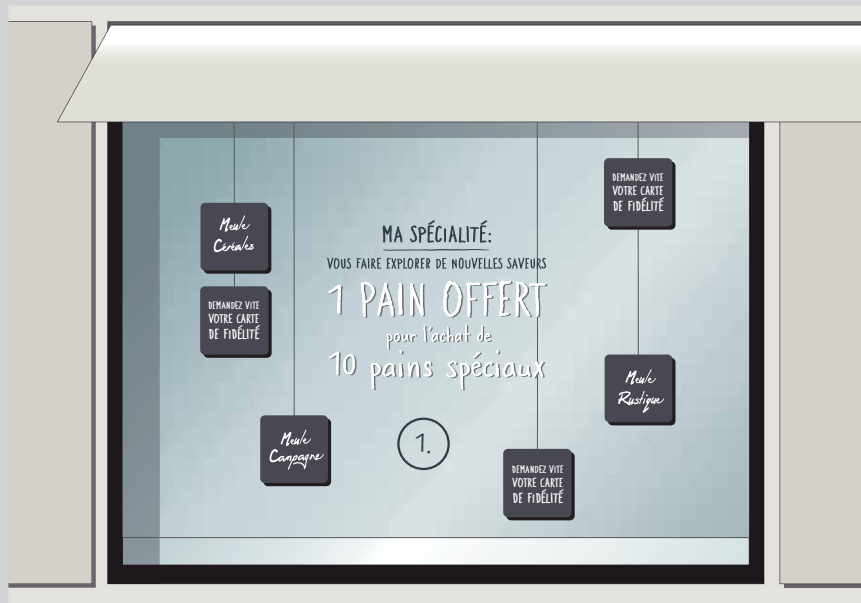 DEMANDEZ VITE
VOTRE CARTE
DE FIDÉLITÉ
Meule
Céréales
MA SPÉCIALITÉ:
VOUS FAIRE EXPLORER DE NOUVELLES SAVEURS
1 PAIN OFFERT
pour l'achat de
10 pains spéciaux
DEMANDEZ VITE
VOTRE CARTE
DE FIDÉLITÉ
Meule
Rustique
Meule
Campagne
1.
DEMANDEZ VITE
VOTRE CARTE
DE FIDÉLITÉ